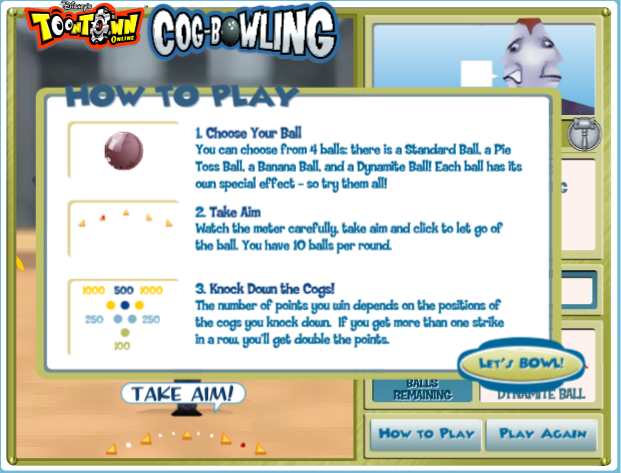 Disney's
TOONTOWN
ONLINE
COG-BOWLING
HOW TO PLAY
1. Choose Your Ball
You can choose from 4 balls: there is a Standard Ball, a Pie
Toss Ball, a Banana Ball, and a Dynamite Ball! Each ball has its
own special effect - so try them all!
2. Take Aim
Watch the meter carefully, take aim and click to let go of
the ball. You have 10 balls per round.
1000 500 1000
250 250
100
3. Knock Down the Cogs!
The number of points you win depends on the positions of
the cogs you knock down. If you get more than one strike
in a row, you'll get double the points.
LET'S BOWL!
TAKE AIM!
BALLS
REMAINING
DYNAMITE BALL
HOW TO PLAY
PLAY AGAIN